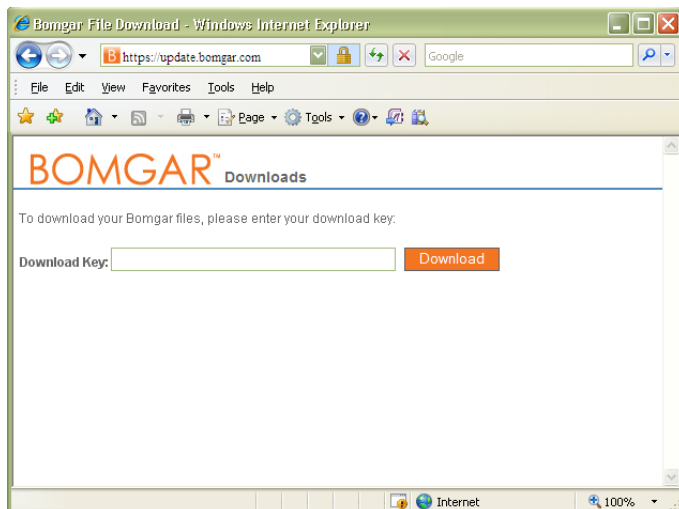 Bomgar File Download - Windows Internet Explorer
https://update.bomgar.com Google
File Edit View Favorites Tools Help
Page Tools
BOMGAR™ Downloads
To download your Bomgar files, please enter your download key:
Download Key: Download
Internet 100%